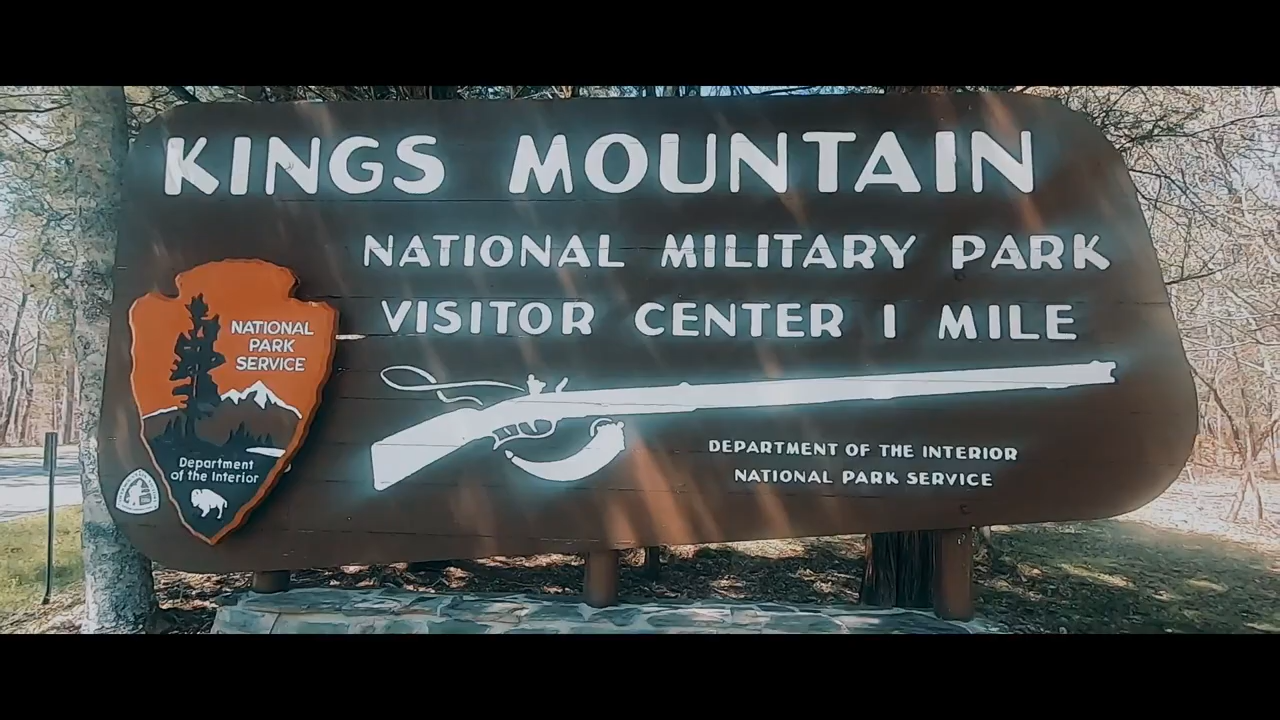 KINGS MOUNTAIN
NATIONAL MILITARY PARK
VISITOR CENTER 1 MILE
NATIONAL
PARK
SERVICE
Department
of the Interior
DEPARTMENT OF THE INTERIOR
NATIONAL PARK SERVICE